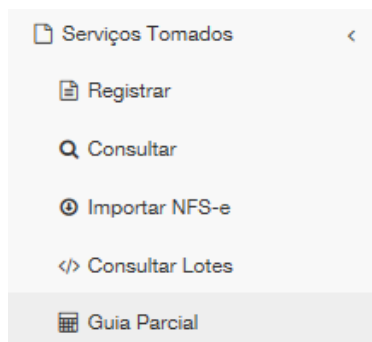 Serviços Tomados
Registrar
Consultar
Importar NFS-e
Consultar Lotes
Guia Parcial